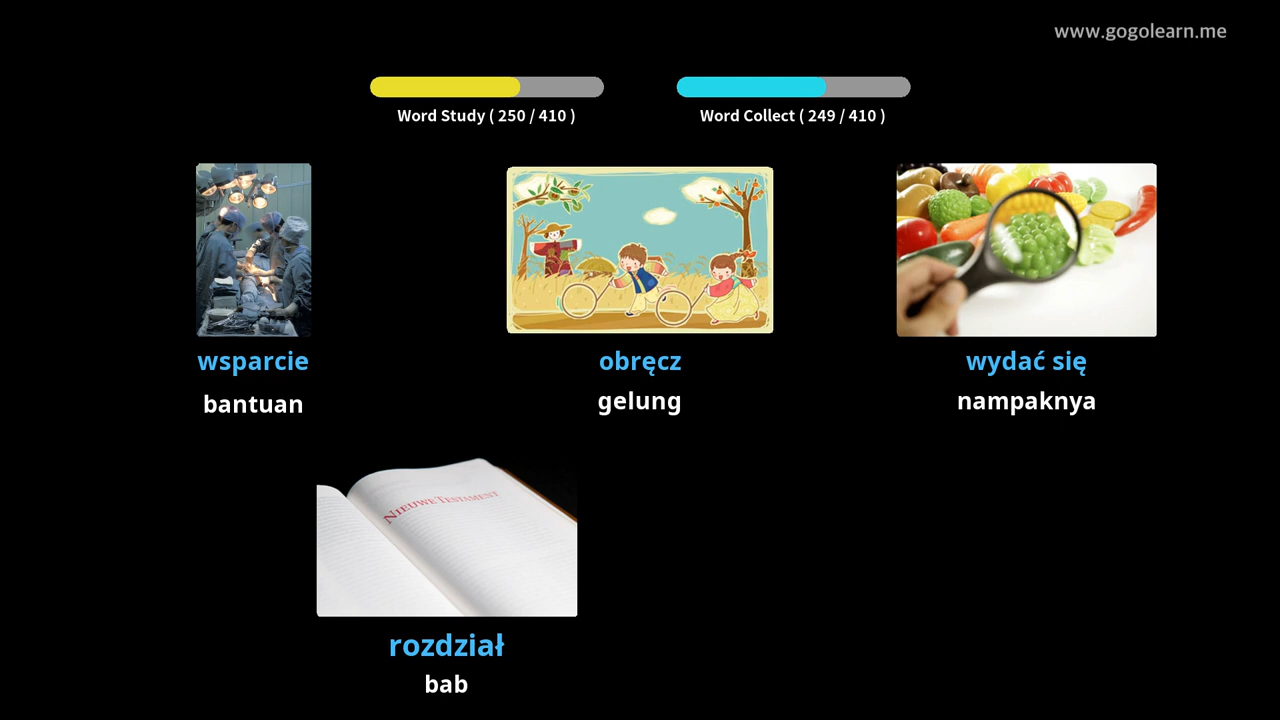 www.gogolearn.me
Word Study ( 250 / 410 )
Word Collect ( 249 / 410 )
wsparcie
bantuan
obręcz
gelung
wydać się
nampaknya
NIEUWE TESTAMENT
rozdział
bab